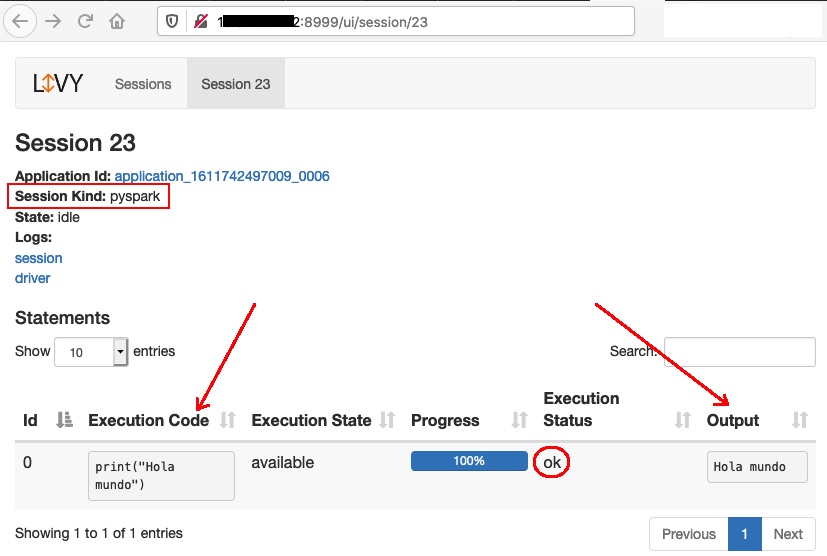 1 2:8999/ui/session/23
LIVY Sessions Session 23
Session 23
Application Id: application_1611742497009_0006
Session Kind: pyspark
State: idle
Logs:
session
driver
Statements
Show 10 entries Search:
Id Execution Code Execution State Progress Execution Status Output
0 print("Hola mundo") available 100% ok Hola mundo
Showing 1 to 1 of 1 entries Previous 1 Next